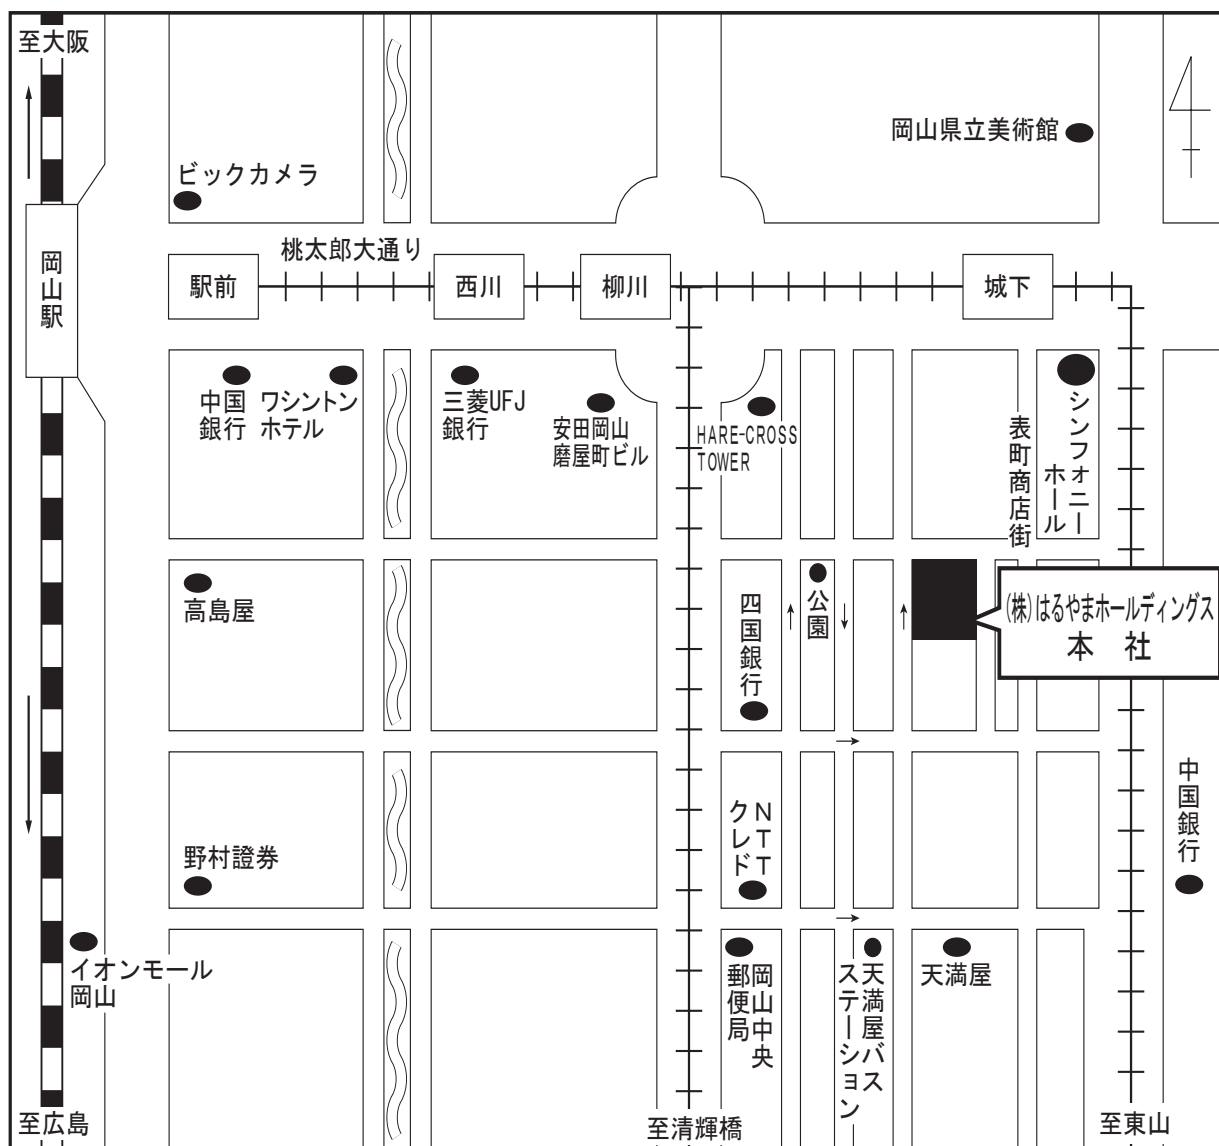 至大阪
岡山県立美術館
ビックカメラ
桃太郎大通り
岡山駅
駅前
西川
柳川
城下
中国
銀行
ワシントン
ホテル
三菱UFJ
銀行
安田岡山
磨屋町ビル
HARE-CROSS
TOWER
表町商店街
シンフォニー
ホール
高島屋
四国銀行
公園
(株)はるやまホールディングス
本 社
野村證券
NTT
クレド
中国銀行
イオンモール
岡山
岡山中央
郵便局
天満屋バス
ステーション
天満屋
至広島
至清輝橋
至東山